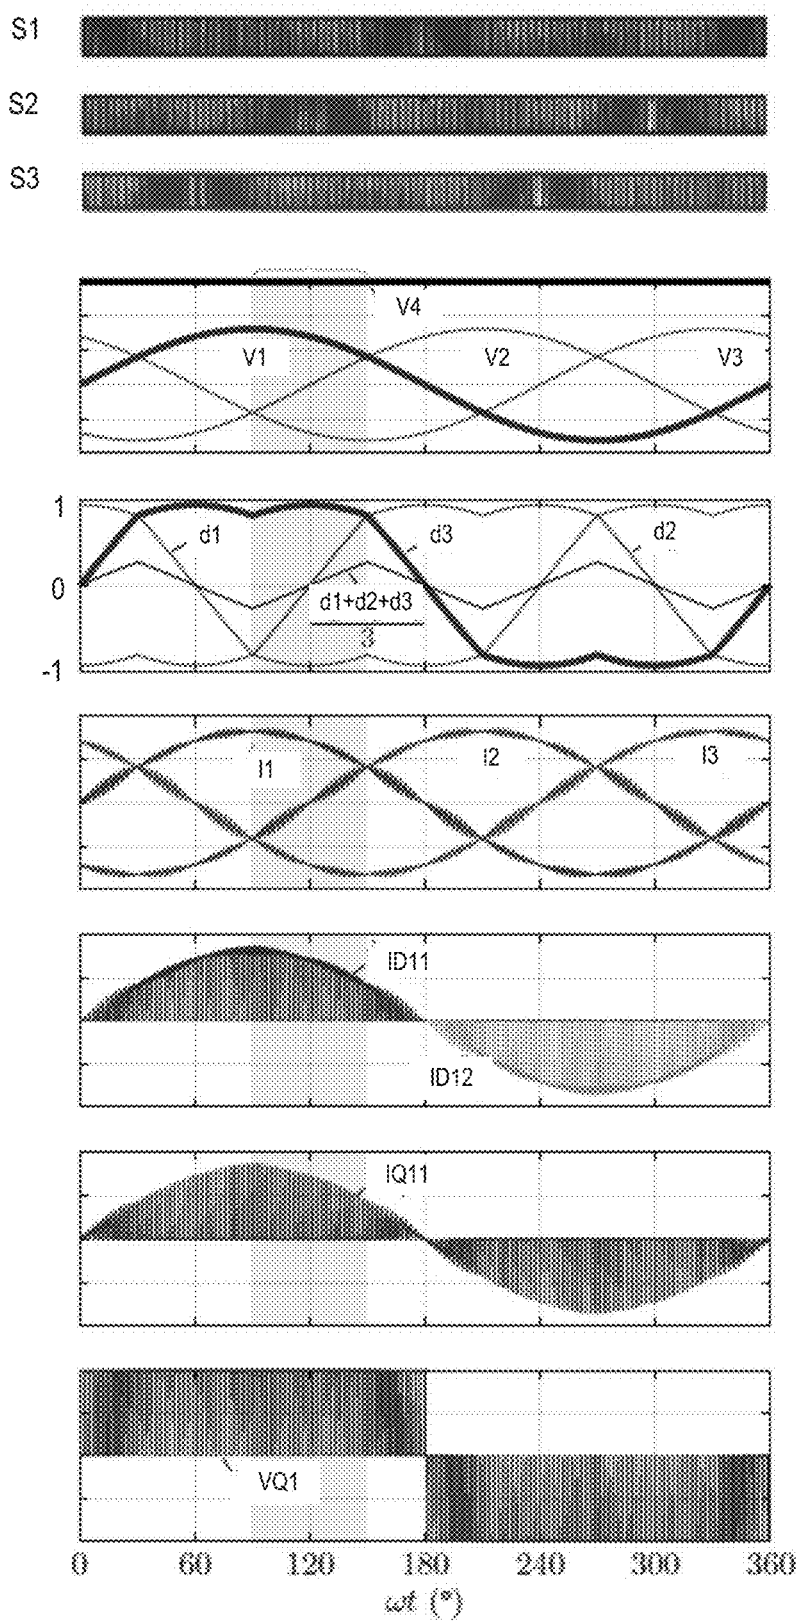 S1
S2
S3
V4
V1 V2 V3
1
d1 d3 d2
0
d1+d2+d3
3
-1
I1 I2 I3
ID11
ID12
IQ11
VQ1
0 60 120 180 240 300 360
ωt (°)